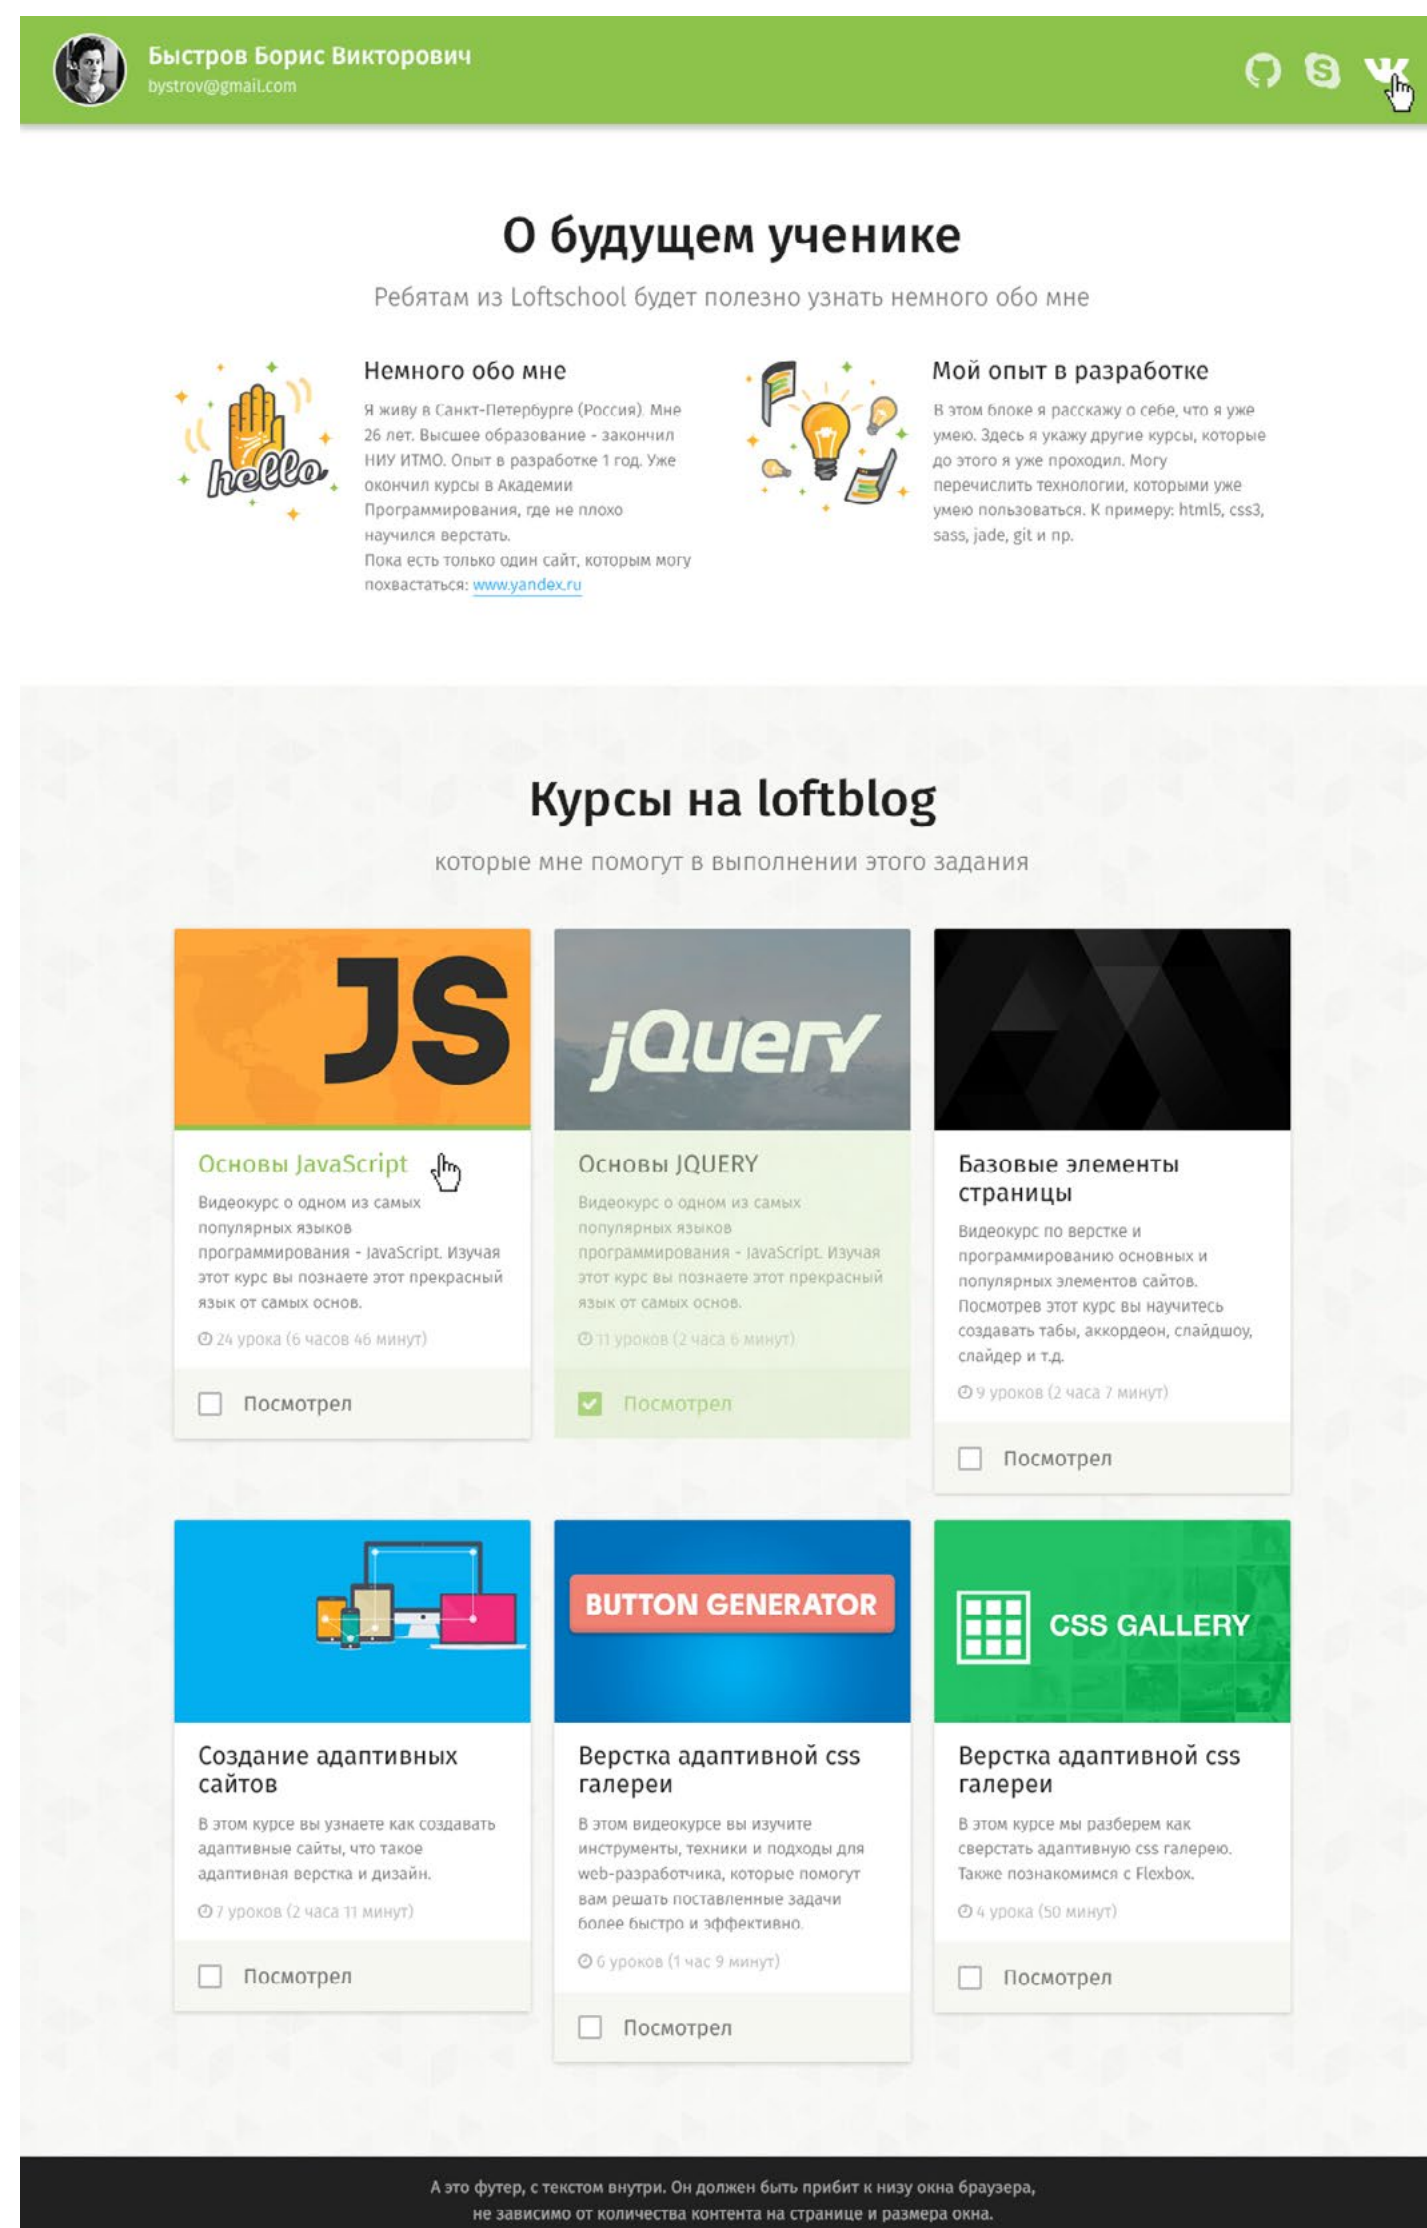 Быстров Борис Викторович
bystrov@gmail.com
О будущем ученике
Ребятам из Loftschool будет полезно узнать немного обо мне
hello
Немного обо мне
Я живу в Санкт-Петербурге (Россия). Мне
26 лет. Высшее образование - закончил
НИУ ИТМО. Опыт в разработке 1 год. Уже
окончил курсы в Академии
Программирования, где не плохо
научился верстать.
Пока есть только один сайт, которым могу
похвастаться: www.yandex.ru
Мой опыт в разработке
В этом блоке я расскажу о себе, что я уже
умею. Здесь я укажу другие курсы, которые
до этого я уже проходил. Могу
перечислить технологии, которыми уже
умею пользоваться. К примеру: html5, css3,
sass, jade, git и пр.
Курсы на loftblog
которые мне помогут в выполнении этого задания
JS
Основы JavaScript
Видеокурс о одном из самых
популярных языков
программирования - JavaScript. Изучая
этот курс вы познаете этот прекрасный
язык от самых основ.
24 урока (6 часов 46 минут)
Посмотрел
jQuery
Основы JQUERY
Видеокурс о одном из самых
популярных языков
программирования - JavaScript. Изучая
этот курс вы познаете этот прекрасный
язык от самых основ.
11 уроков (2 часа 6 минут)
Посмотрел
Базовые элементы
страницы
Видеокурс по верстке и
программированию основных и
популярных элементов сайтов.
Посмотрев этот курс вы научитесь
создавать табы, аккордеон, слайдшоу,
слайдер и т.д.
9 уроков (2 часа 7 минут)
Посмотрел
Создание адаптивных
сайтов
В этом курсе вы узнаете как создавать
адаптивные сайты, что такое
адаптивная верстка и дизайн.
7 уроков (2 часа 11 минут)
Посмотрел
BUTTON GENERATOR
Верстка адаптивной css
галереи
В этом видеокурсе вы изучите
инструменты, техники и подходы для
web-разработчика, которые помогут
вам решать поставленные задачи
более быстро и эффективно.
6 уроков (1 час 9 минут)
Посмотрел
CSS GALLERY
Верстка адаптивной css
галереи
В этом курсе мы разберем как
сверстать адаптивную css галерею.
Также познакомимся с Flexbox.
4 урока (50 минут)
Посмотрел
А это футер, с текстом внутри. Он должен быть прибит к низу окна браузера,
не зависимо от количества контента на странице и размера окна.